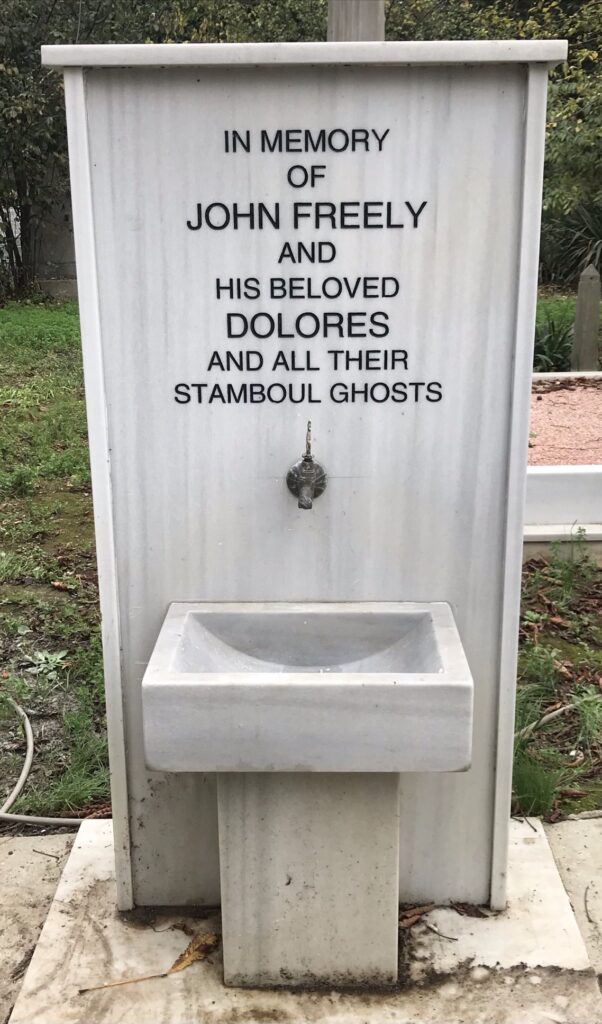 IN MEMORY
OF
JOHN FREELY
AND
HIS BELOVED
DOLORES
AND ALL THEIR
STAMBOUL GHOSTS